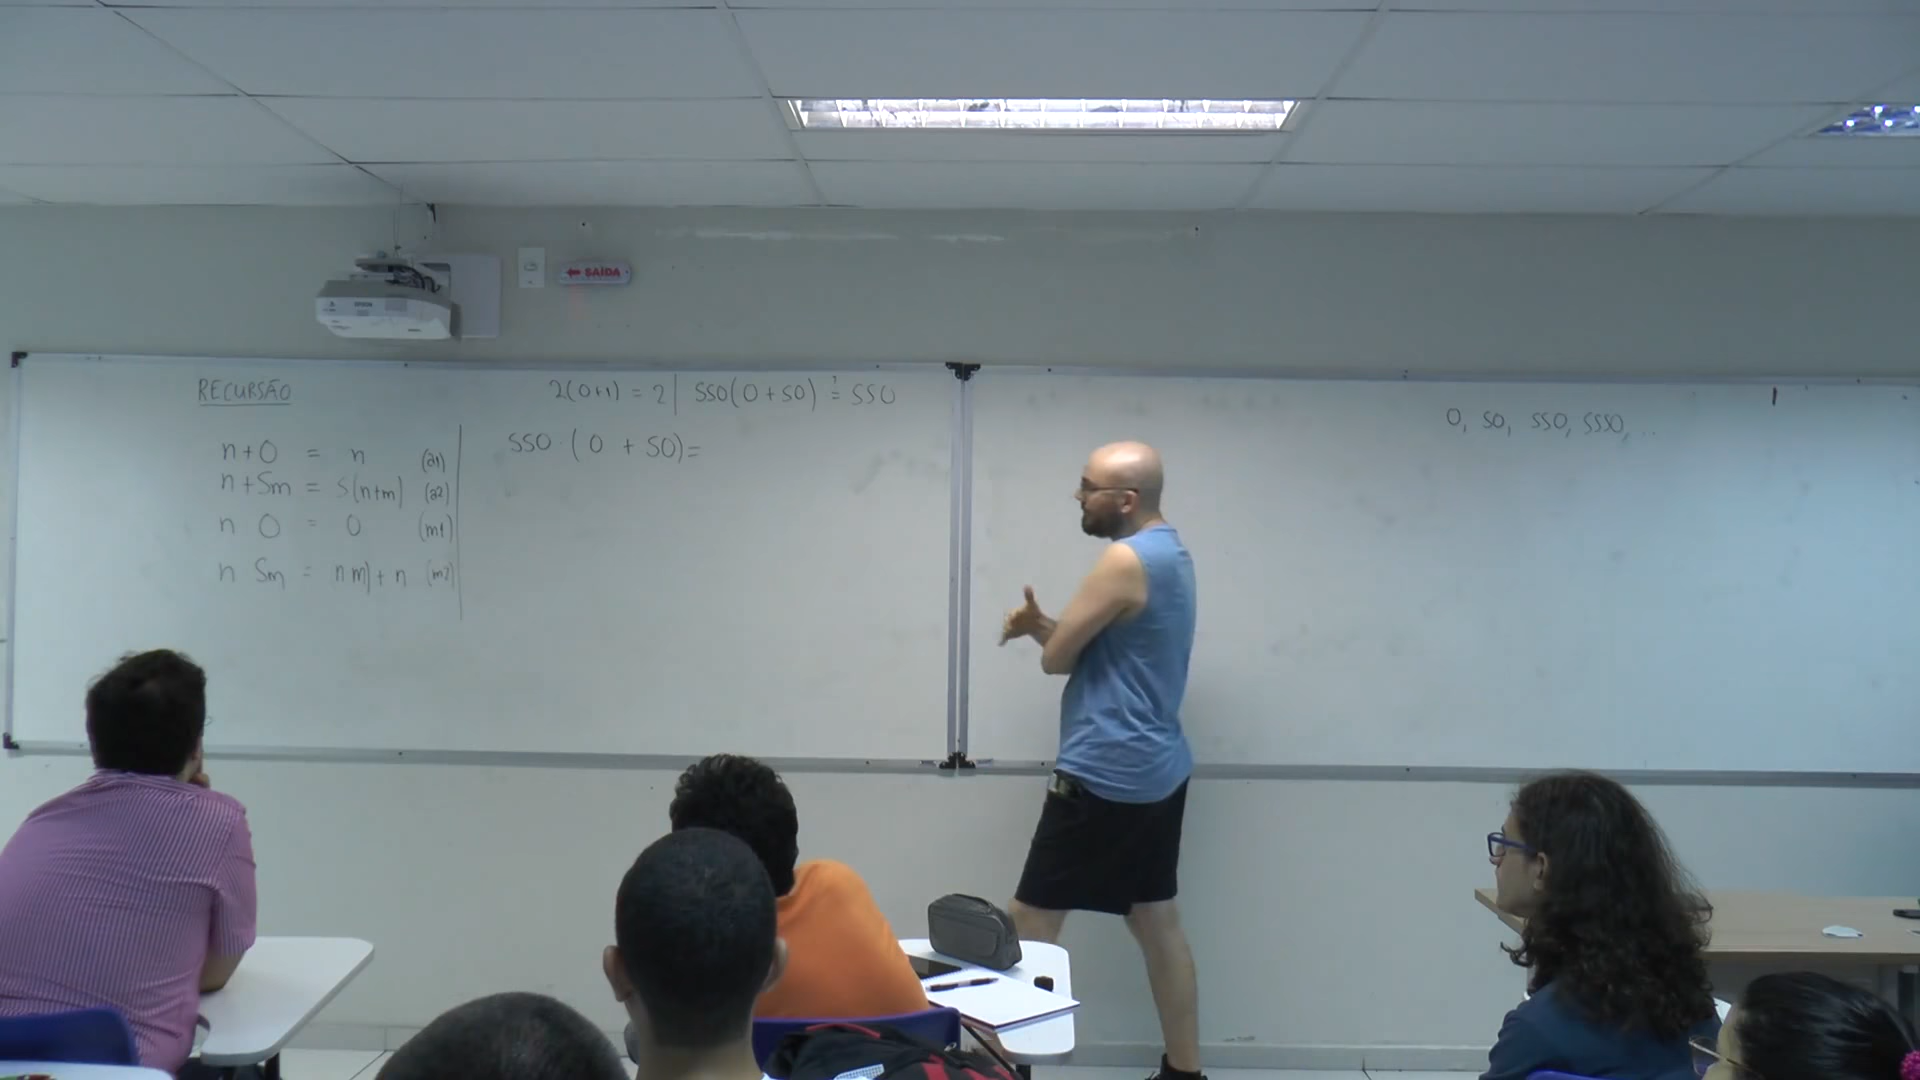 EPSON
← SAÍDA
RECURSÃO
n + 0 = n (a1)
n + Sm = S(n+m) (a2)
n 0 = 0 (m1)
n Sm = n m) + n (m2)
2(0+1) = 2 | SS0(0 + S0) ?= SS0
SS0 · (0 + S0) =
0, S0, SS0, SSS0, ...